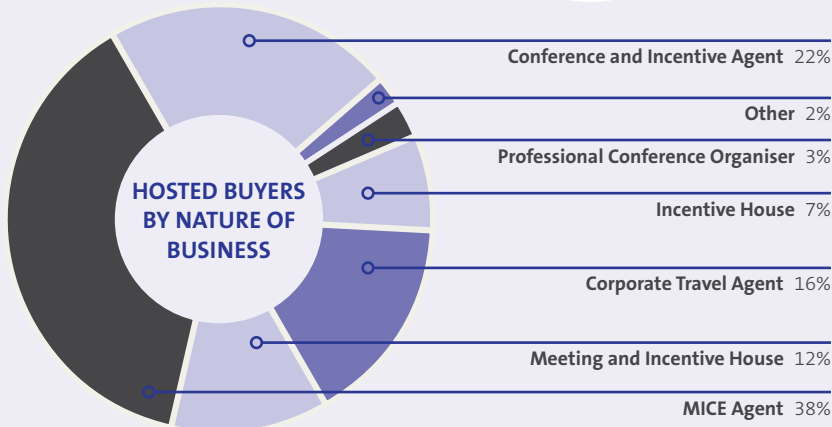 HOSTED BUYERS
BY NATURE OF
BUSINESS
Conference and Incentive Agent 22%
Other 2%
Professional Conference Organiser 3%
Incentive House 7%
Corporate Travel Agent 16%
Meeting and Incentive House 12%
MICE Agent 38%